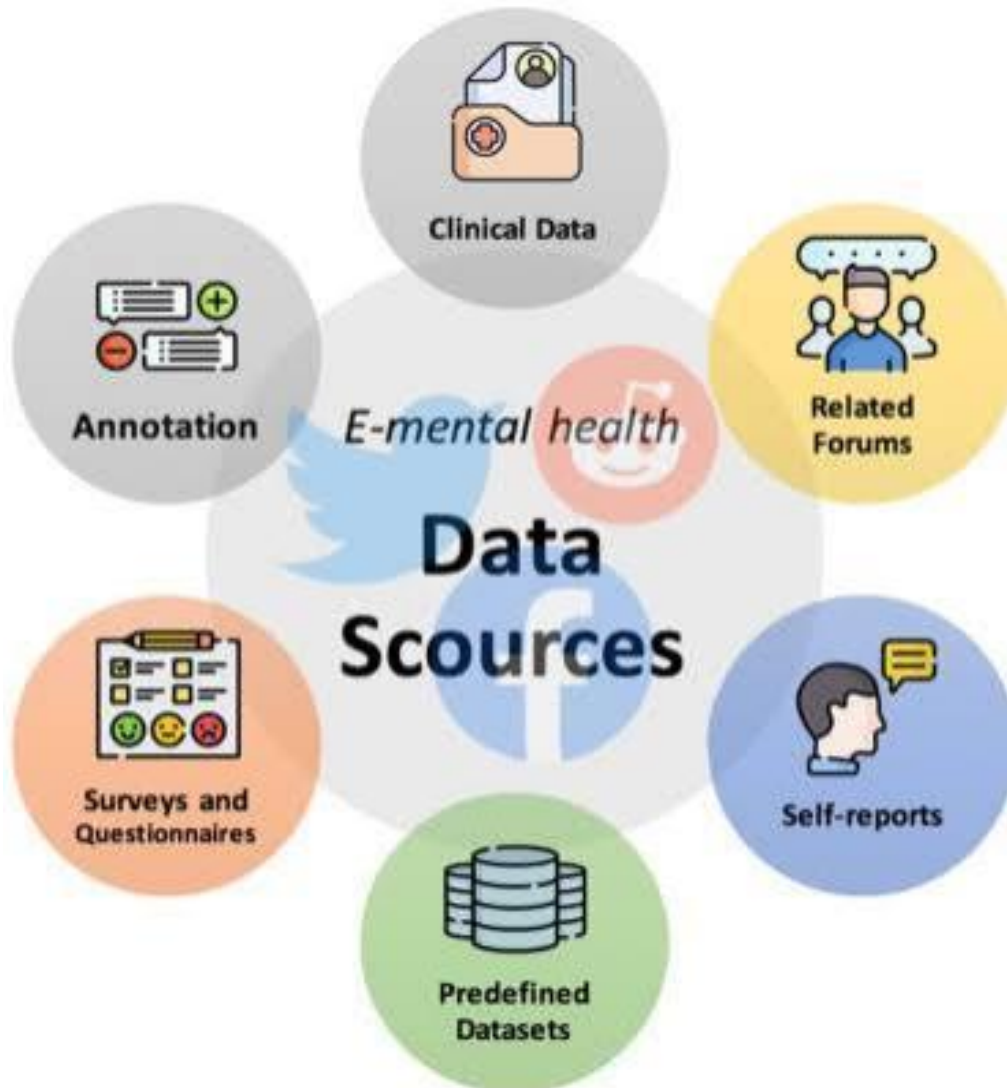 Clinical Data
Annotation
Related
Forums
E-mental health
Data
Scources
Surveys and
Questionnaires
Self-reports
Predefined
Datasets